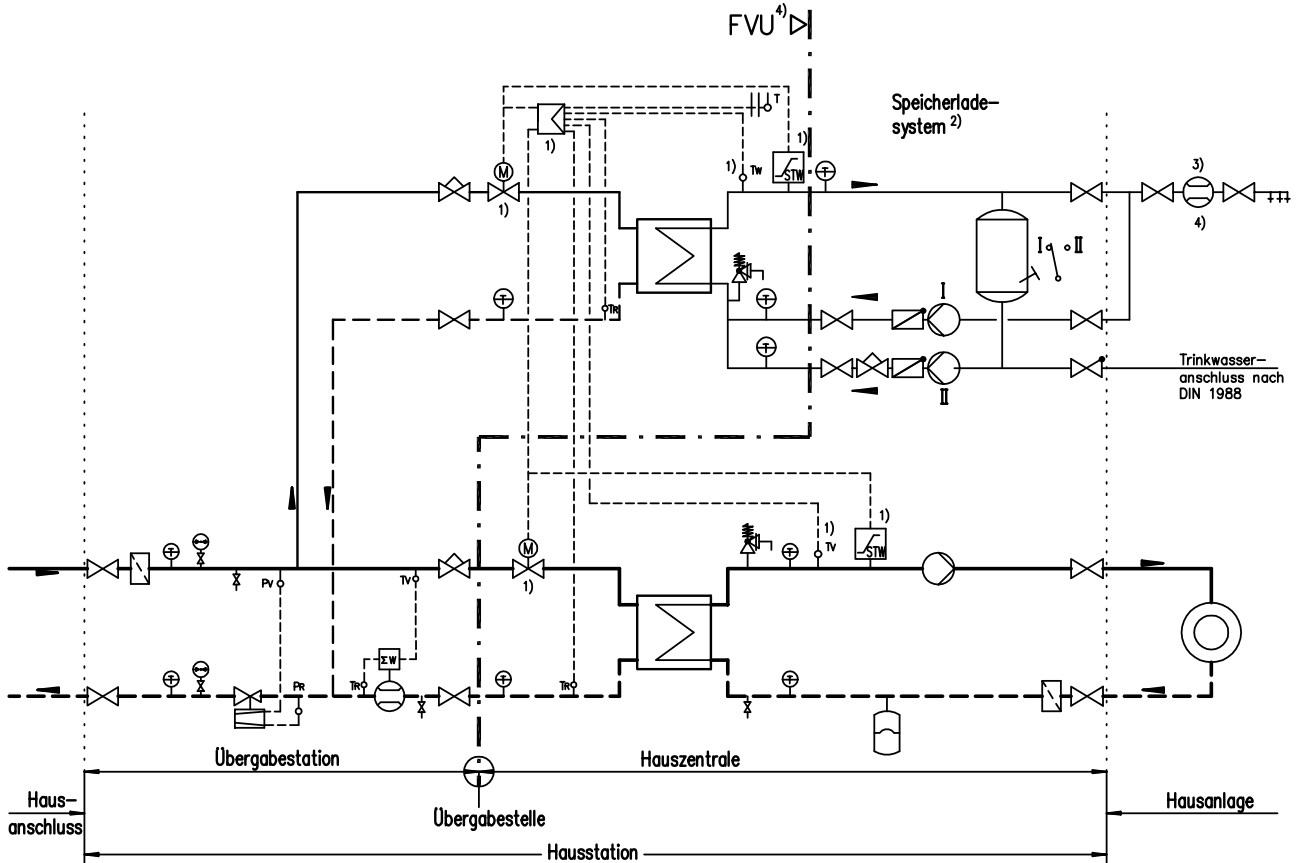 FVU 4)
Speicherlade-
system 2)
T
1)
1)
1)
TW
STW
M
1)
T
3)
4)
I II
T
TR
T
I
T
II
Trinkwasser-
anschluss nach
DIN 1988
M
1)
1)
TV
1)
STW
T
T
PV
TV
ΣW
TR
PR
T
T
TR
T
Übergabestation
Hauszentrale
Haus-
anschluss
Übergabestelle
Hausanlage
Hausstation